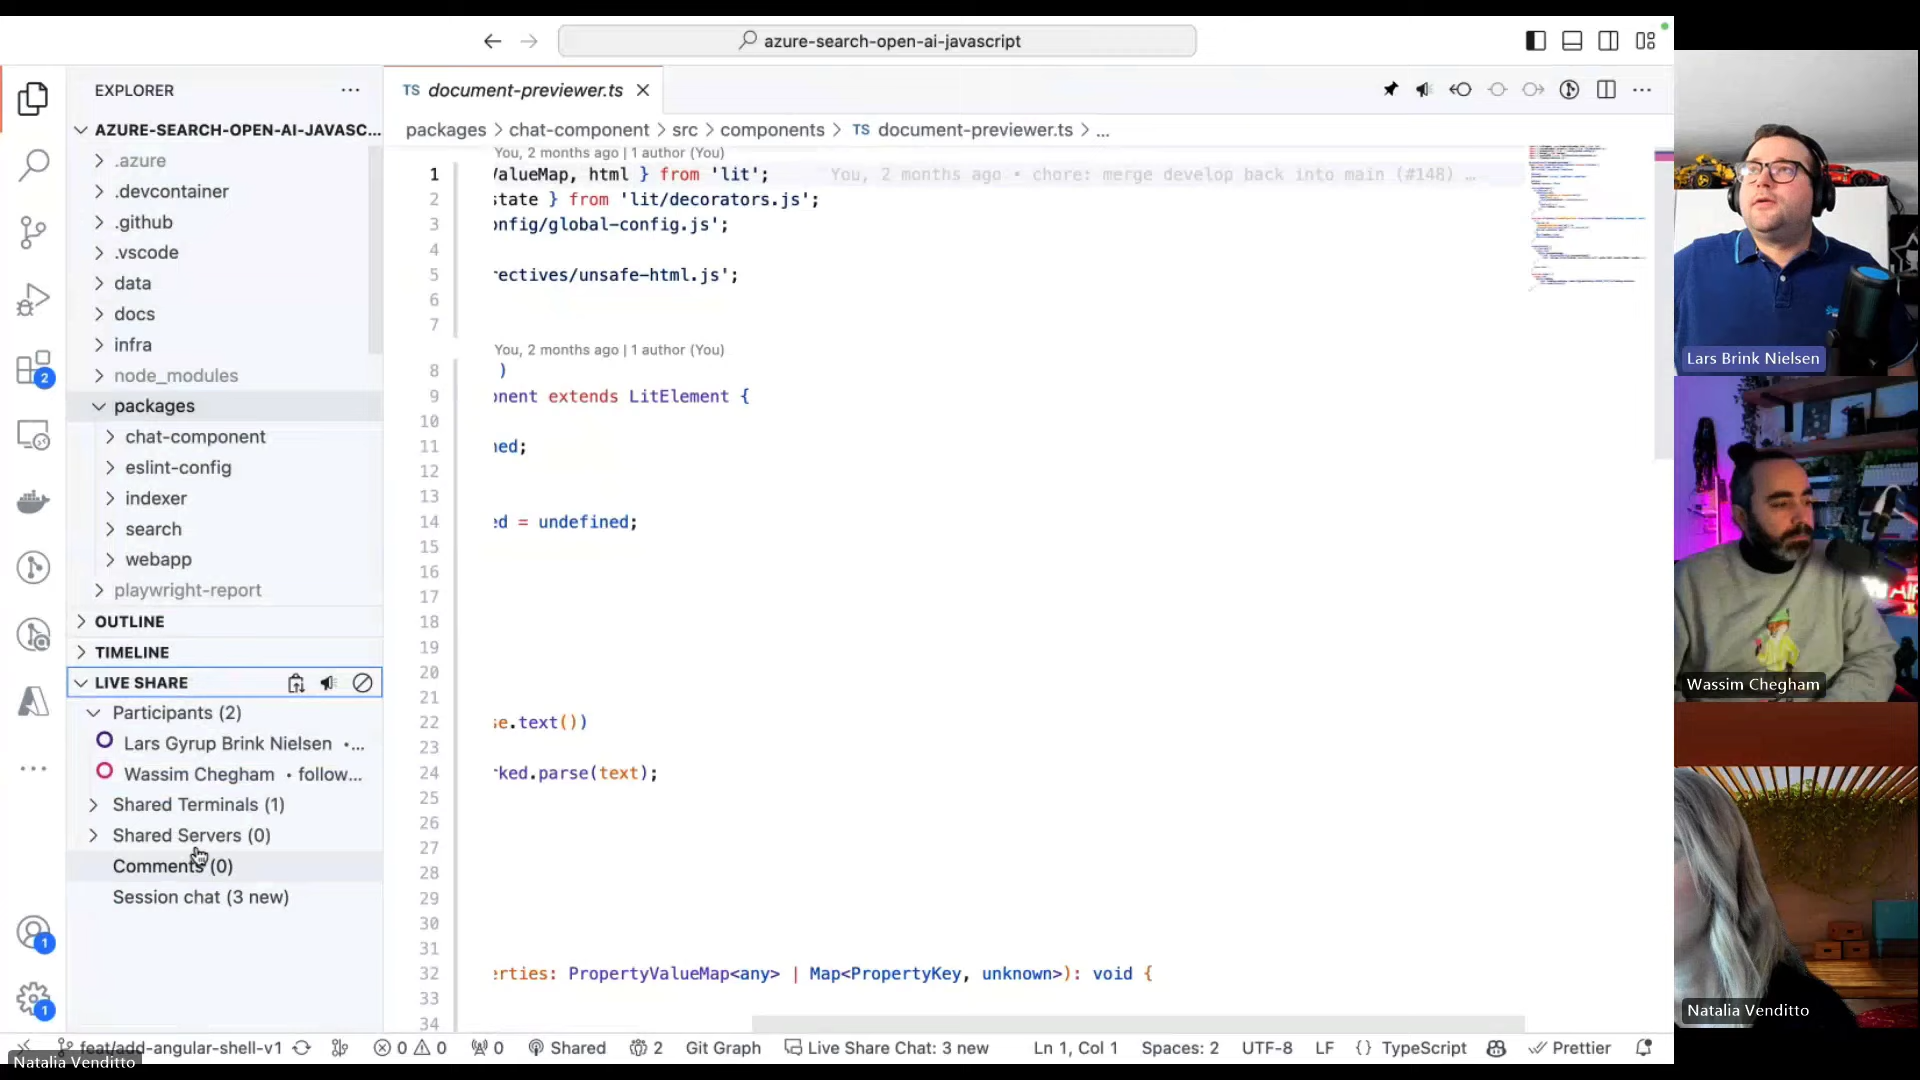 azure-search-open-ai-javascript
EXPLORER
AZURE-SEARCH-OPEN-AI-JAVASC...
.azure
.devcontainer
.github
.vscode
data
docs
infra
node_modules
packages
chat-component
eslint-config
indexer
search
webapp
playwright-report
OUTLINE
TIMELINE
LIVE SHARE
Participants (2)
Lars Gyrup Brink Nielsen •...
Wassim Chegham • follow...
Shared Terminals (1)
Shared Servers (0)
Comments (0)
Session chat (3 new)
2
1
1
TS document-previewer.ts
packages > chat-component > src > components > TS document-previewer.ts > ...
You, 2 months ago | 1 author (You)
1 ValueMap, html } from 'lit'; You, 2 months ago • chore: merge develop back into main (#148) …
2 state } from 'lit/decorators.js';
3 onfig/global-config.js';
4
5 rectives/unsafe-html.js';
6
7
You, 2 months ago | 1 author (You)
8 )
9 onent extends LitElement {
10
11 ned;
12
13
14 ed = undefined;
15
16
17
18
19
20
21
22 se.text())
23
24 rked.parse(text);
25
26
27
28
29
30
31
32 erties: PropertyValueMap<any> | Map<PropertyKey, unknown>): void {
33
34
feat/add-angular-shell-v1 0 0 0 Shared 2 Git Graph Live Share Chat: 3 new Ln 1, Col 1 Spaces: 2 UTF-8 LF {} TypeScript Prettier
Natalia Venditto
Lars Brink Nielsen
Wassim Chegham
Natalia Venditto